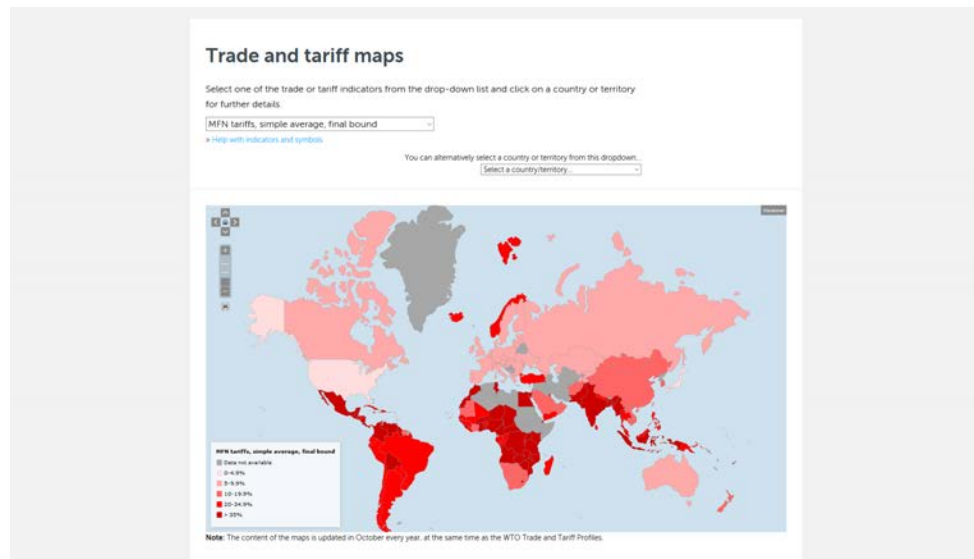 Trade and tariff maps
Select one of the trade or tariff indicators from the drop-down list and click on a country or territory
for further details.
MFN tariffs, simple average, final bound
» Help with indicators and symbols
You can alternatively select a country or territory from this dropdown...
Select a country/territory...
MFN tariffs, simple average, final bound
Data not available
0-4.9%
5-9.9%
10-19.9%
20-34.9%
> 35%
Note: The content of the maps is updated in October every year, at the same time as the WTO Trade and Tariff Profiles.